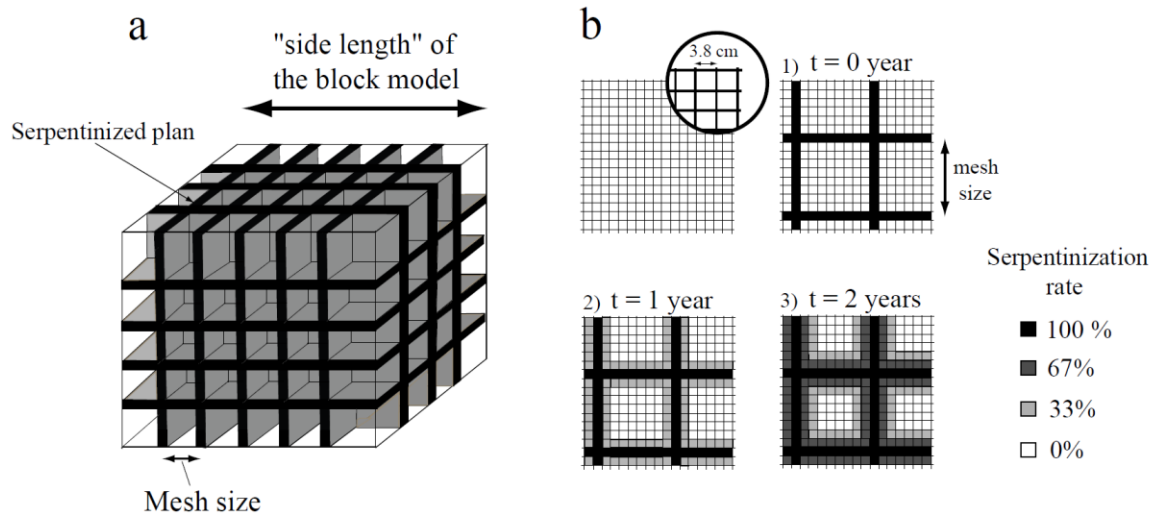 a
"side length" of
the block model
Serpentinized plan
Mesh size
b
3.8 cm
1) t = 0 year
mesh
size
2) t = 1 year
3) t = 2 years
Serpentinization
rate
100 %
67%
33%
0%